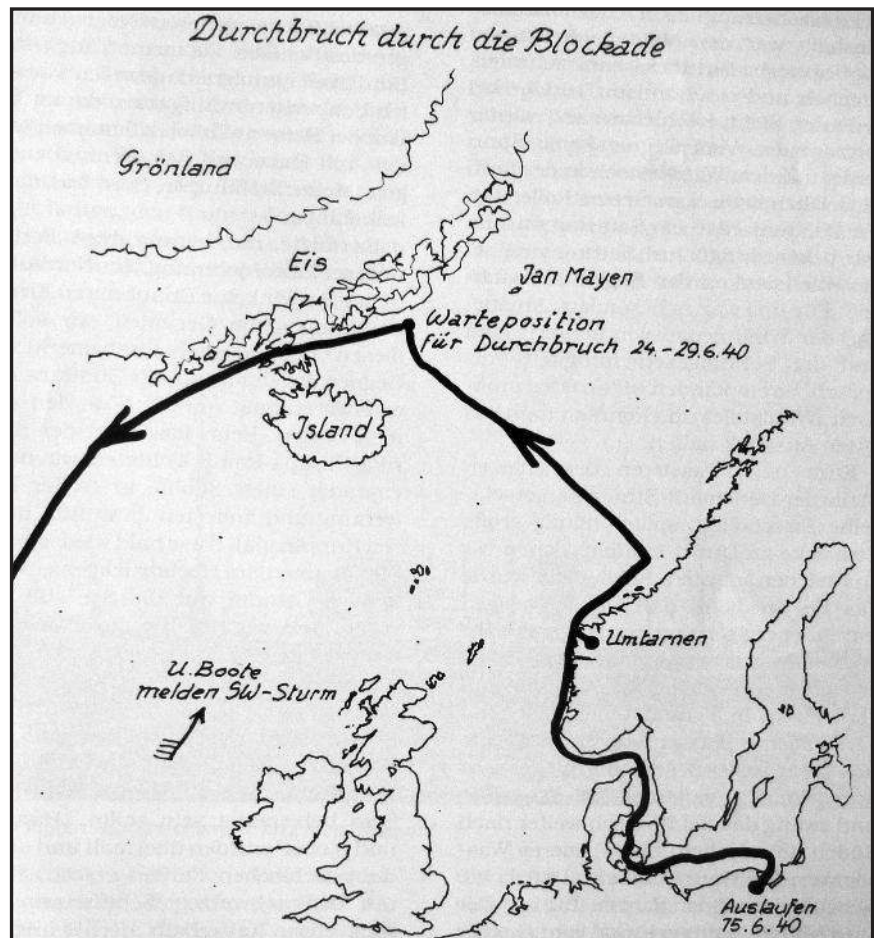 Durchbruch durch die Blockade
Grönland
Eis
Jan Mayen
Warteposition
für Durchbruch 24.-29.6.40
Island
Umtarnen
U.Boote
melden SW-Sturm
Auslaufen
15.6.40